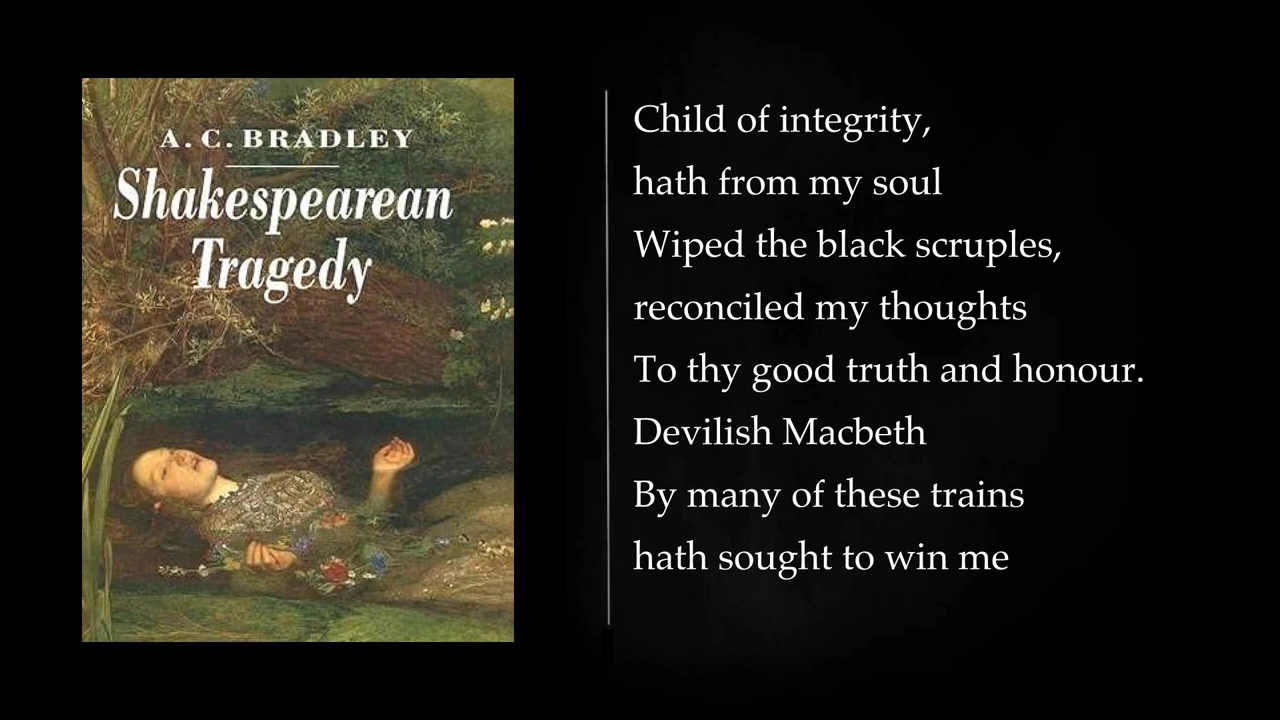 A. C. BRADLEY
Shakespearean
Tragedy
Child of integrity,
hath from my soul
Wiped the black scruples,
reconciled my thoughts
To thy good truth and honour.
Devilish Macbeth
By many of these trains
hath sought to win me